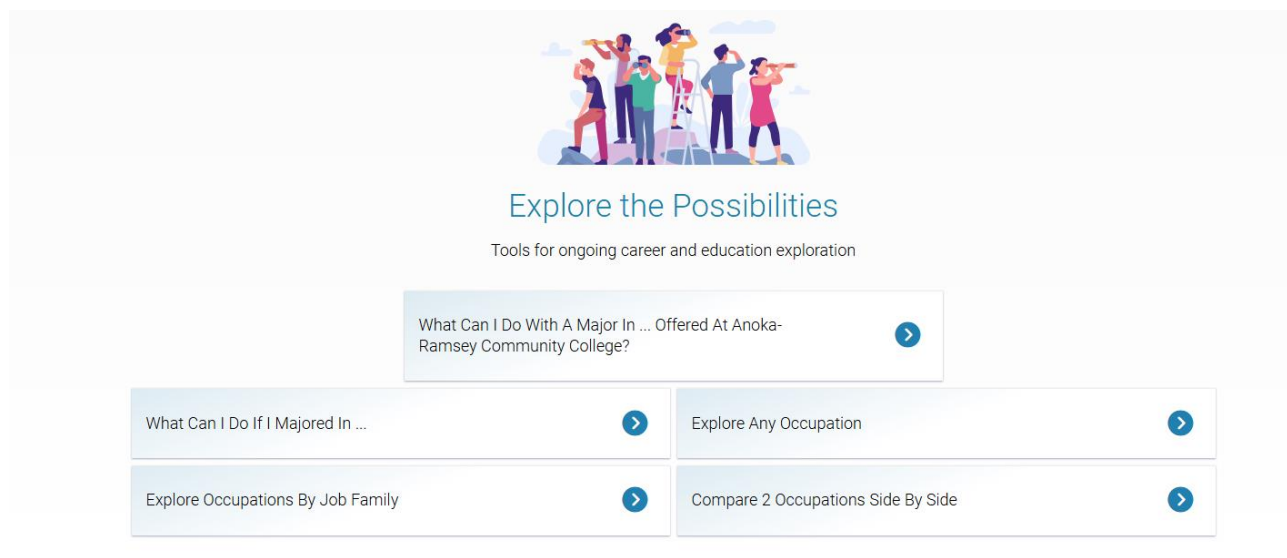 Explore the Possibilities
Tools for ongoing career and education exploration
What Can I Do With A Major In ... Offered At Anoka-
Ramsey Community College?
What Can I Do If I Majored In ...
Explore Any Occupation
Explore Occupations By Job Family
Compare 2 Occupations Side By Side